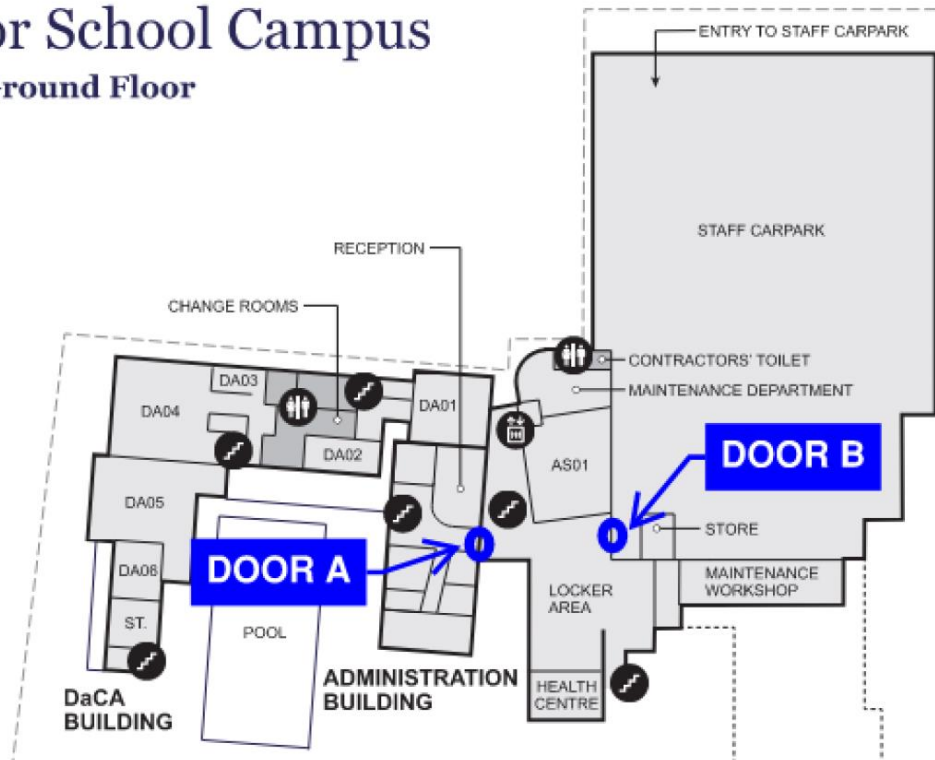 or School Campus
Ground Floor
ENTRY TO STAFF CARPARK
STAFF CARPARK
RECEPTION
CHANGE ROOMS
CONTRACTORS' TOILET
MAINTENANCE DEPARTMENT
DA03
DA04
DA01
DA02
AS01
DOOR B
DA05
STORE
DOOR A
DA06
LOCKER
AREA
MAINTENANCE
WORKSHOP
ST.
POOL
ADMINISTRATION
BUILDING
HEALTH
CENTRE
DaCA
BUILDING